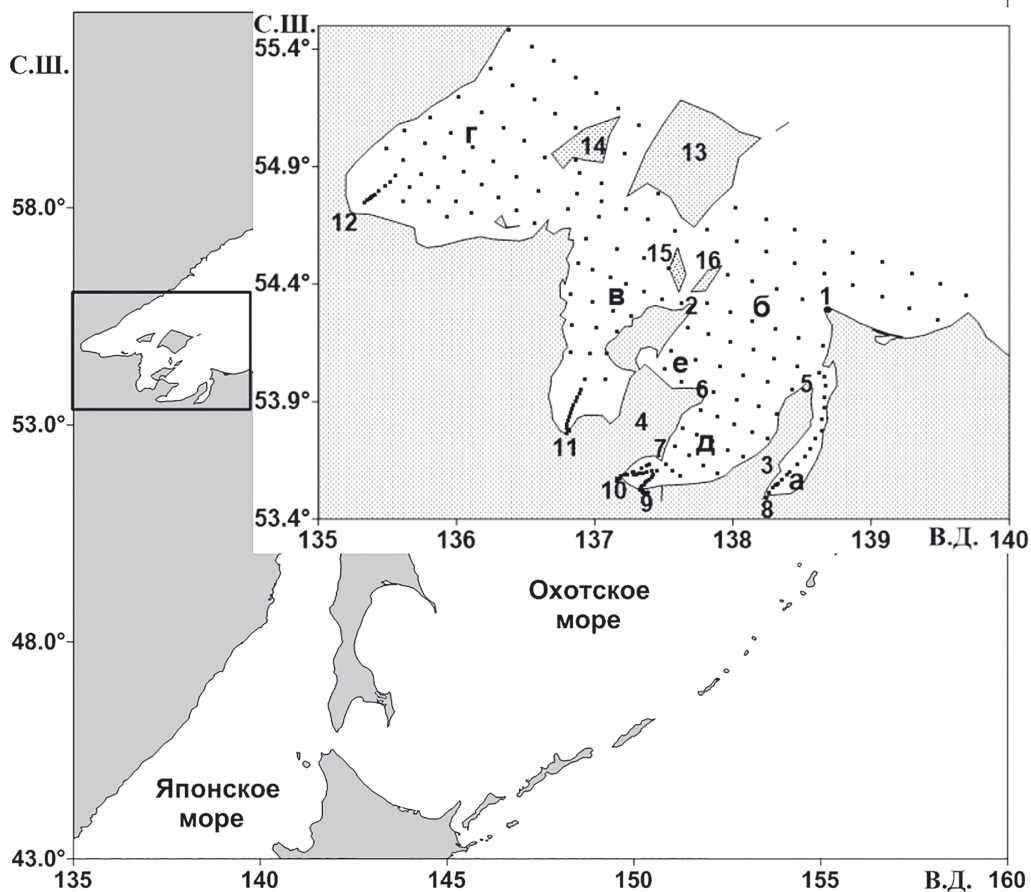 С.Ш.
55.4°
С.Ш.
г
14
13
54.9°
12
58.0°
15
16
54.4°
в
2
б
1
е
6
5
53.9°
4
11
7
д
3
53.0°
10
9
а
8
53.4°
135
136
137
138
139
В.Д.
140
Охотское
море
48.0°
Японское
море
43.0°
135
140
145
150
155
В.Д.
160